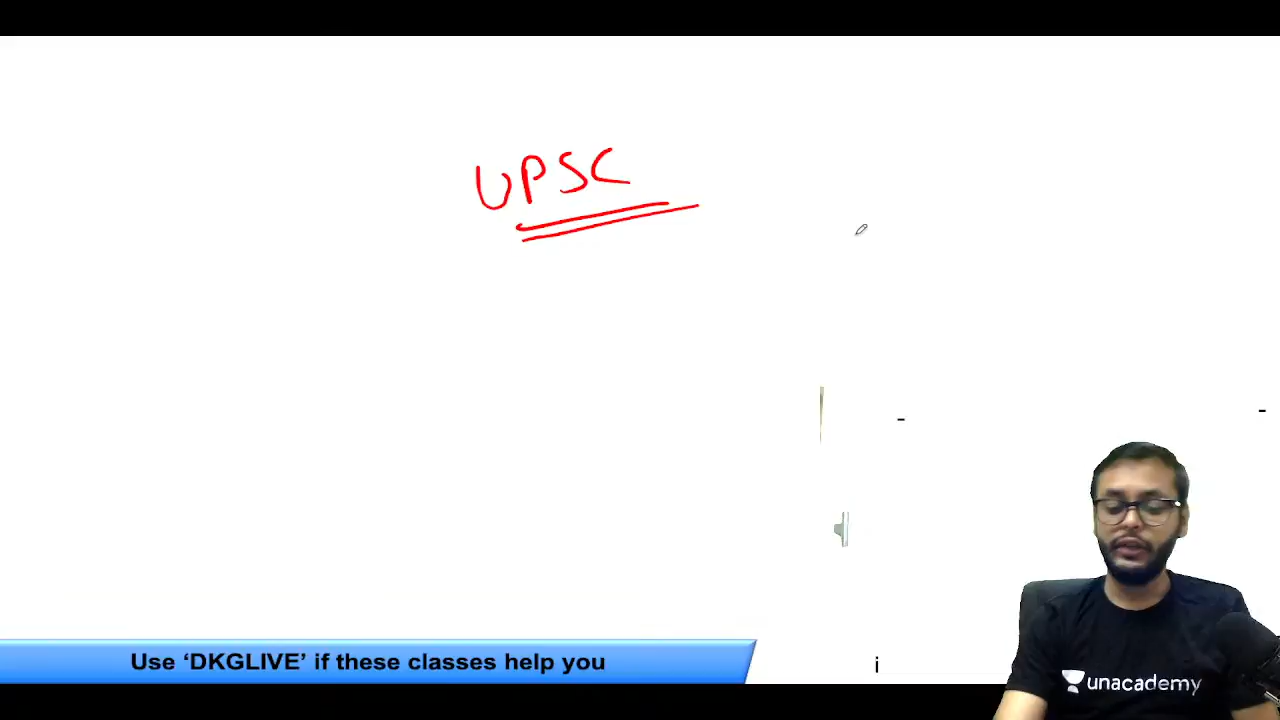 UPSC
-
-
Use ‘DKGLIVE’ if these classes help you
i
unacademy